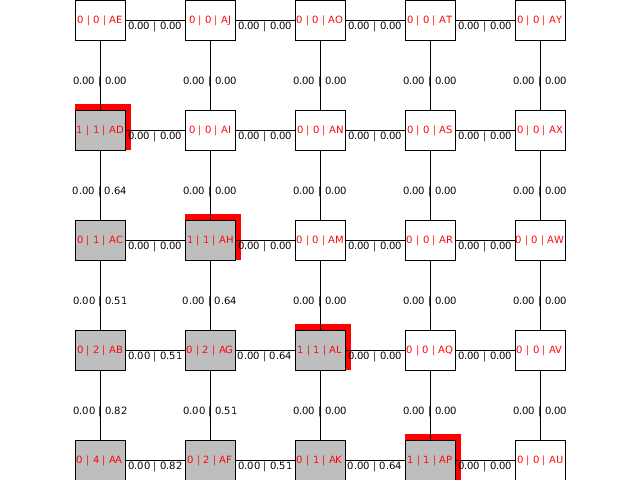 0 | 0 | AE 0.00 | 0.00 0 | 0 | AJ 0.00 | 0.00 0 | 0 | AO 0.00 | 0.00 0 | 0 | AT 0.00 | 0.00 0 | 0 | AY
0.00 | 0.00 0.00 | 0.00 0.00 | 0.00 0.00 | 0.00 0.00 | 0.00
1 | 1 | AD 0.00 | 0.00 0 | 0 | AI 0.00 | 0.00 0 | 0 | AN 0.00 | 0.00 0 | 0 | AS 0.00 | 0.00 0 | 0 | AX
0.00 | 0.64 0.00 | 0.00 0.00 | 0.00 0.00 | 0.00 0.00 | 0.00
0 | 1 | AC 0.00 | 0.00 1 | 1 | AH 0.00 | 0.00 0 | 0 | AM 0.00 | 0.00 0 | 0 | AR 0.00 | 0.00 0 | 0 | AW
0.00 | 0.51 0.00 | 0.64 0.00 | 0.00 0.00 | 0.00 0.00 | 0.00
0 | 2 | AB 0.00 | 0.51 0 | 2 | AG 0.00 | 0.64 1 | 1 | AL 0.00 | 0.00 0 | 0 | AQ 0.00 | 0.00 0 | 0 | AV
0.00 | 0.82 0.00 | 0.51 0.00 | 0.00 0.00 | 0.00 0.00 | 0.00
0 | 4 | AA 0.00 | 0.82 0 | 2 | AF 0.00 | 0.51 0 | 1 | AK 0.00 | 0.64 1 | 1 | AP 0.00 | 0.00 0 | 0 | AU